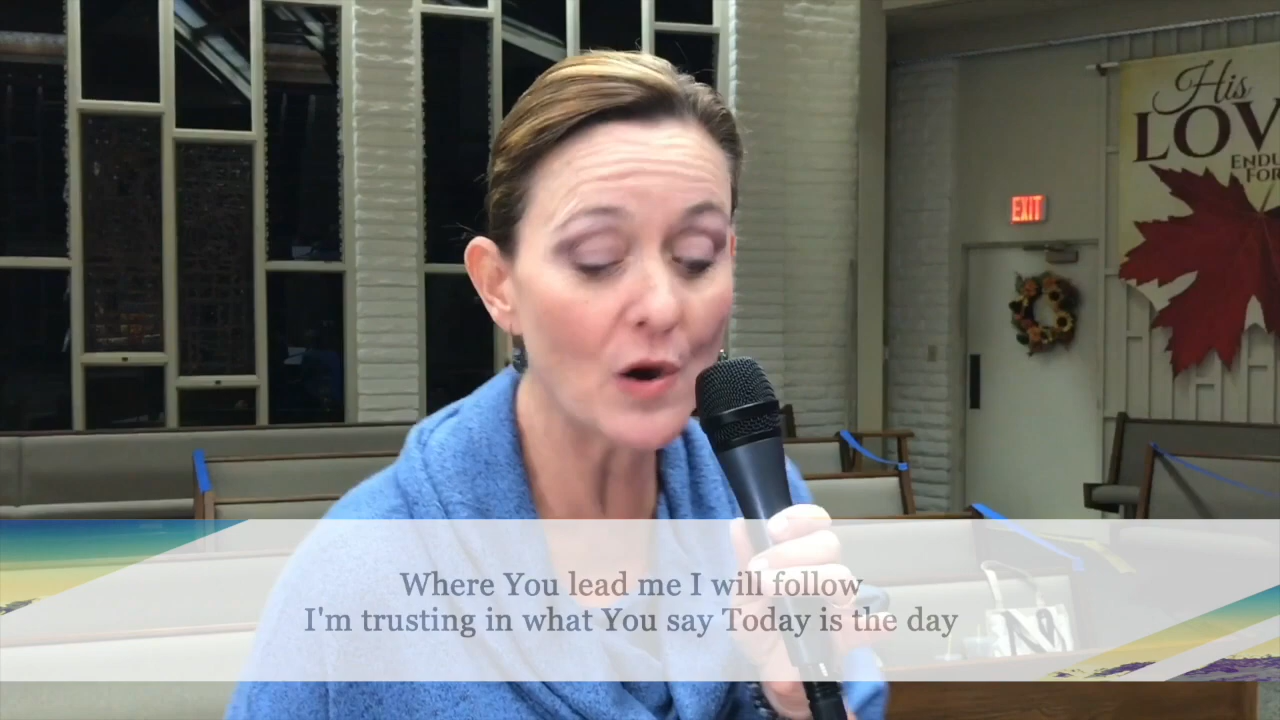 His
LOV
ENDU
FOR
EXIT
Where You lead me I will follow
I'm trusting in what You say Today is the day